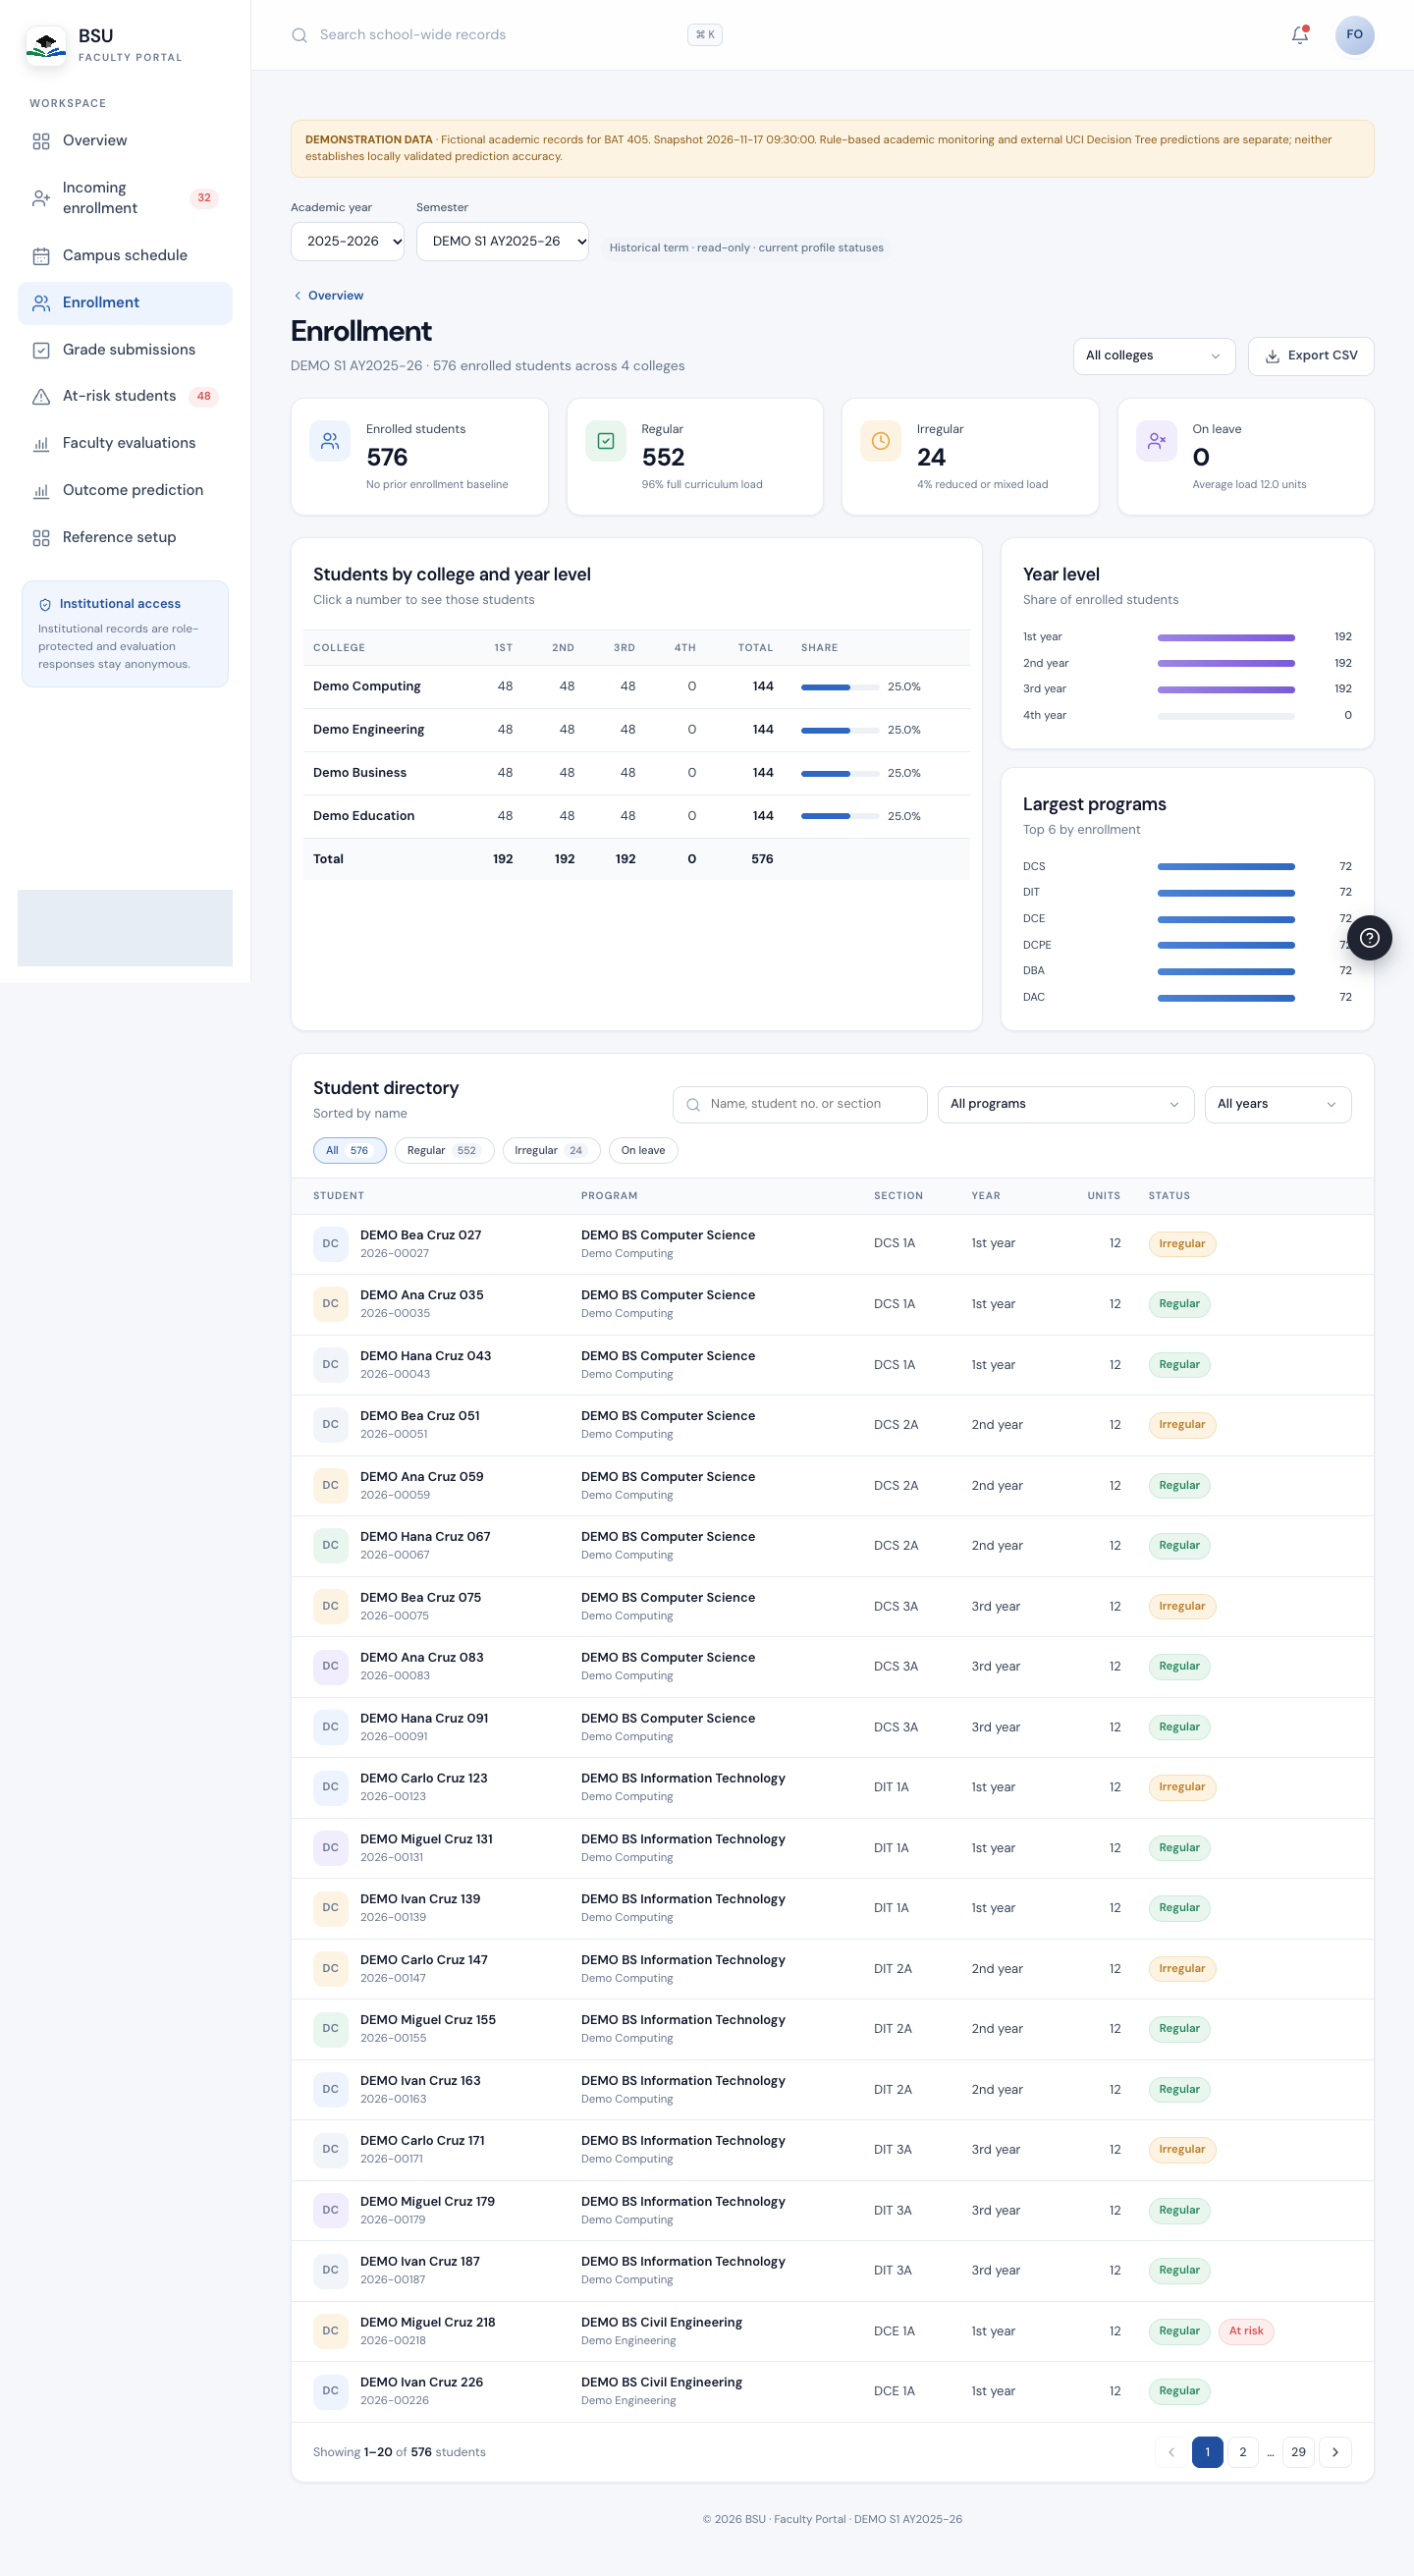 BSU
FACULTY PORTAL
WORKSPACE
Overview
Incoming
enrollment
32
Campus schedule
Enrollment
Grade submissions
At-risk students 48
Faculty evaluations
Outcome prediction
Reference setup
Institutional access
Institutional records are role-
protected and evaluation
responses stay anonymous.
Search school-wide records
⌘ K
FO
DEMONSTRATION DATA · Fictional academic records for BAT 405. Snapshot 2026-11-17 09:30:00. Rule-based academic monitoring and external UCI Decision Tree predictions are separate; neither
establishes locally validated prediction accuracy.
Academic year Semester
2025-2026 DEMO S1 AY2025-26 Historical term · read-only · current profile statuses
Overview
Enrollment
DEMO S1 AY2025-26 · 576 enrolled students across 4 colleges
All colleges Export CSV
Enrolled students
576
No prior enrollment baseline
Regular
552
96% full curriculum load
Irregular
24
4% reduced or mixed load
On leave
0
Average load 12.0 units
Students by college and year level
Click a number to see those students
COLLEGE 1ST 2ND 3RD 4TH TOTAL SHARE
Demo Computing 48 48 48 0 144 25.0%
Demo Engineering 48 48 48 0 144 25.0%
Demo Business 48 48 48 0 144 25.0%
Demo Education 48 48 48 0 144 25.0%
Total 192 192 192 0 576
Year level
Share of enrolled students
1st year 192
2nd year 192
3rd year 192
4th year 0
Largest programs
Top 6 by enrollment
DCS 72
DIT 72
DCE 72
DCPE 72
DBA 72
DAC 72
Student directory
Sorted by name
Name, student no. or section All programs All years
All 576 Regular 552 Irregular 24 On leave
STUDENT PROGRAM SECTION YEAR UNITS STATUS
DC DEMO Bea Cruz 027 DEMO BS Computer Science DCS 1A 1st year 12 Irregular
2026-00027 Demo Computing
DC DEMO Ana Cruz 035 DEMO BS Computer Science DCS 1A 1st year 12 Regular
2026-00035 Demo Computing
DC DEMO Hana Cruz 043 DEMO BS Computer Science DCS 1A 1st year 12 Regular
2026-00043 Demo Computing
DC DEMO Bea Cruz 051 DEMO BS Computer Science DCS 2A 2nd year 12 Irregular
2026-00051 Demo Computing
DC DEMO Ana Cruz 059 DEMO BS Computer Science DCS 2A 2nd year 12 Regular
2026-00059 Demo Computing
DC DEMO Hana Cruz 067 DEMO BS Computer Science DCS 2A 2nd year 12 Regular
2026-00067 Demo Computing
DC DEMO Bea Cruz 075 DEMO BS Computer Science DCS 3A 3rd year 12 Irregular
2026-00075 Demo Computing
DC DEMO Ana Cruz 083 DEMO BS Computer Science DCS 3A 3rd year 12 Regular
2026-00083 Demo Computing
DC DEMO Hana Cruz 091 DEMO BS Computer Science DCS 3A 3rd year 12 Regular
2026-00091 Demo Computing
DC DEMO Carlo Cruz 123 DEMO BS Information Technology DIT 1A 1st year 12 Irregular
2026-00123 Demo Computing
DC DEMO Miguel Cruz 131 DEMO BS Information Technology DIT 1A 1st year 12 Regular
2026-00131 Demo Computing
DC DEMO Ivan Cruz 139 DEMO BS Information Technology DIT 1A 1st year 12 Regular
2026-00139 Demo Computing
DC DEMO Carlo Cruz 147 DEMO BS Information Technology DIT 2A 2nd year 12 Irregular
2026-00147 Demo Computing
DC DEMO Miguel Cruz 155 DEMO BS Information Technology DIT 2A 2nd year 12 Regular
2026-00155 Demo Computing
DC DEMO Ivan Cruz 163 DEMO BS Information Technology DIT 2A 2nd year 12 Regular
2026-00163 Demo Computing
DC DEMO Carlo Cruz 171 DEMO BS Information Technology DIT 3A 3rd year 12 Irregular
2026-00171 Demo Computing
DC DEMO Miguel Cruz 179 DEMO BS Information Technology DIT 3A 3rd year 12 Regular
2026-00179 Demo Computing
DC DEMO Ivan Cruz 187 DEMO BS Information Technology DIT 3A 3rd year 12 Regular
2026-00187 Demo Computing
DC DEMO Miguel Cruz 218 DEMO BS Civil Engineering DCE 1A 1st year 12 Regular At risk
2026-00218 Demo Engineering
DC DEMO Ivan Cruz 226 DEMO BS Civil Engineering DCE 1A 1st year 12 Regular
2026-00226 Demo Engineering
Showing 1–20 of 576 students
1 2 … 29
© 2026 BSU · Faculty Portal · DEMO S1 AY2025-26